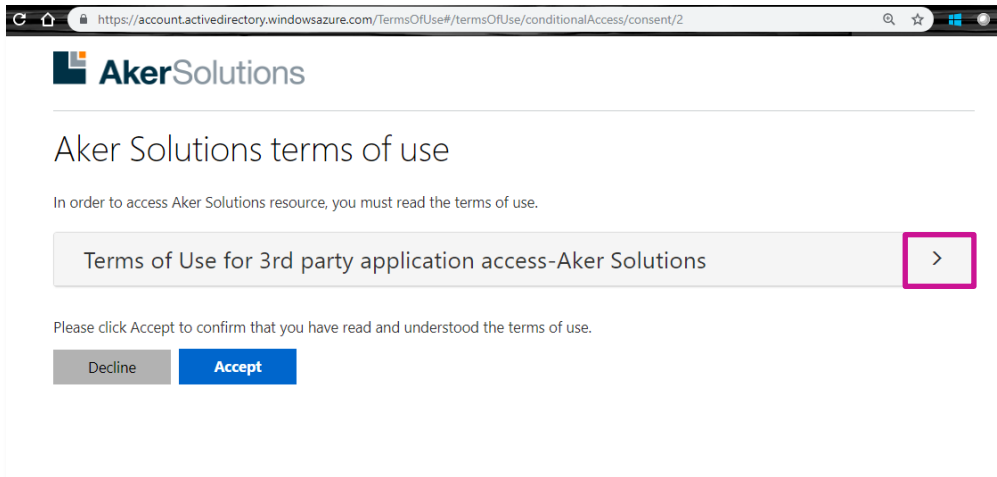 https://account.activedirectory.windowsazure.com/TermsOfUse#/termsOfUse/conditionalAccess/consent/2
AkerSolutions
Aker Solutions terms of use
In order to access Aker Solutions resource, you must read the terms of use.
Terms of Use for 3rd party application access-Aker Solutions
Please click Accept to confirm that you have read and understood the terms of use.
Decline Accept